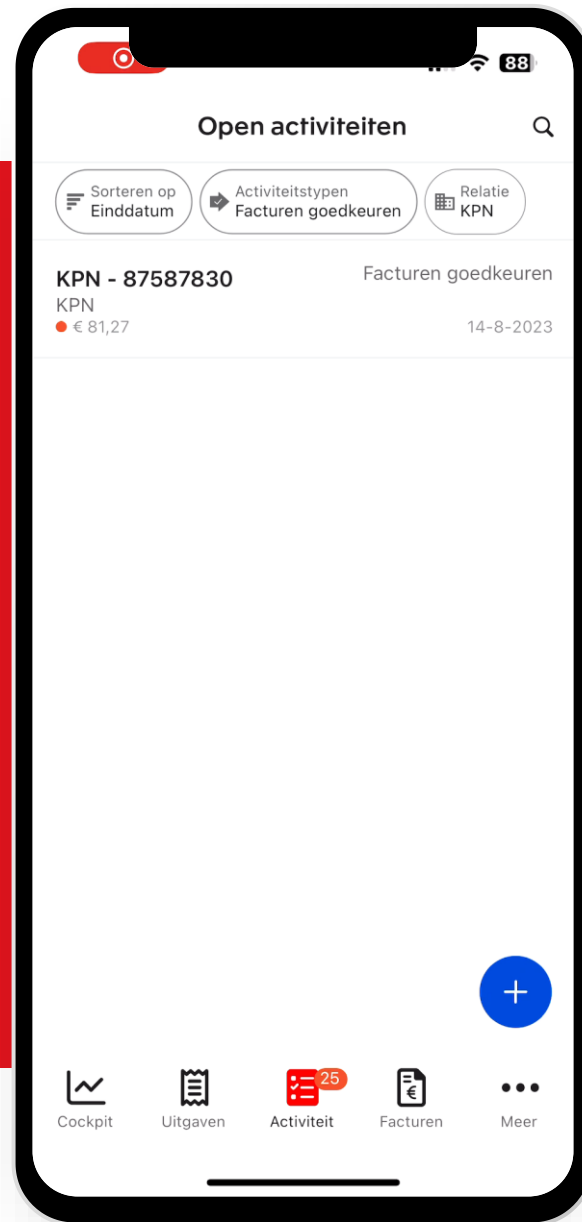 88
Open activiteiten
Sorteren op
Einddatum
Activiteitstypen
Facturen goedkeuren
Relatie
KPN
KPN - 87587830
Facturen goedkeuren
KPN
€ 81,27
14-8-2023
25
Cockpit
Uitgaven
Activiteit
Facturen
Meer